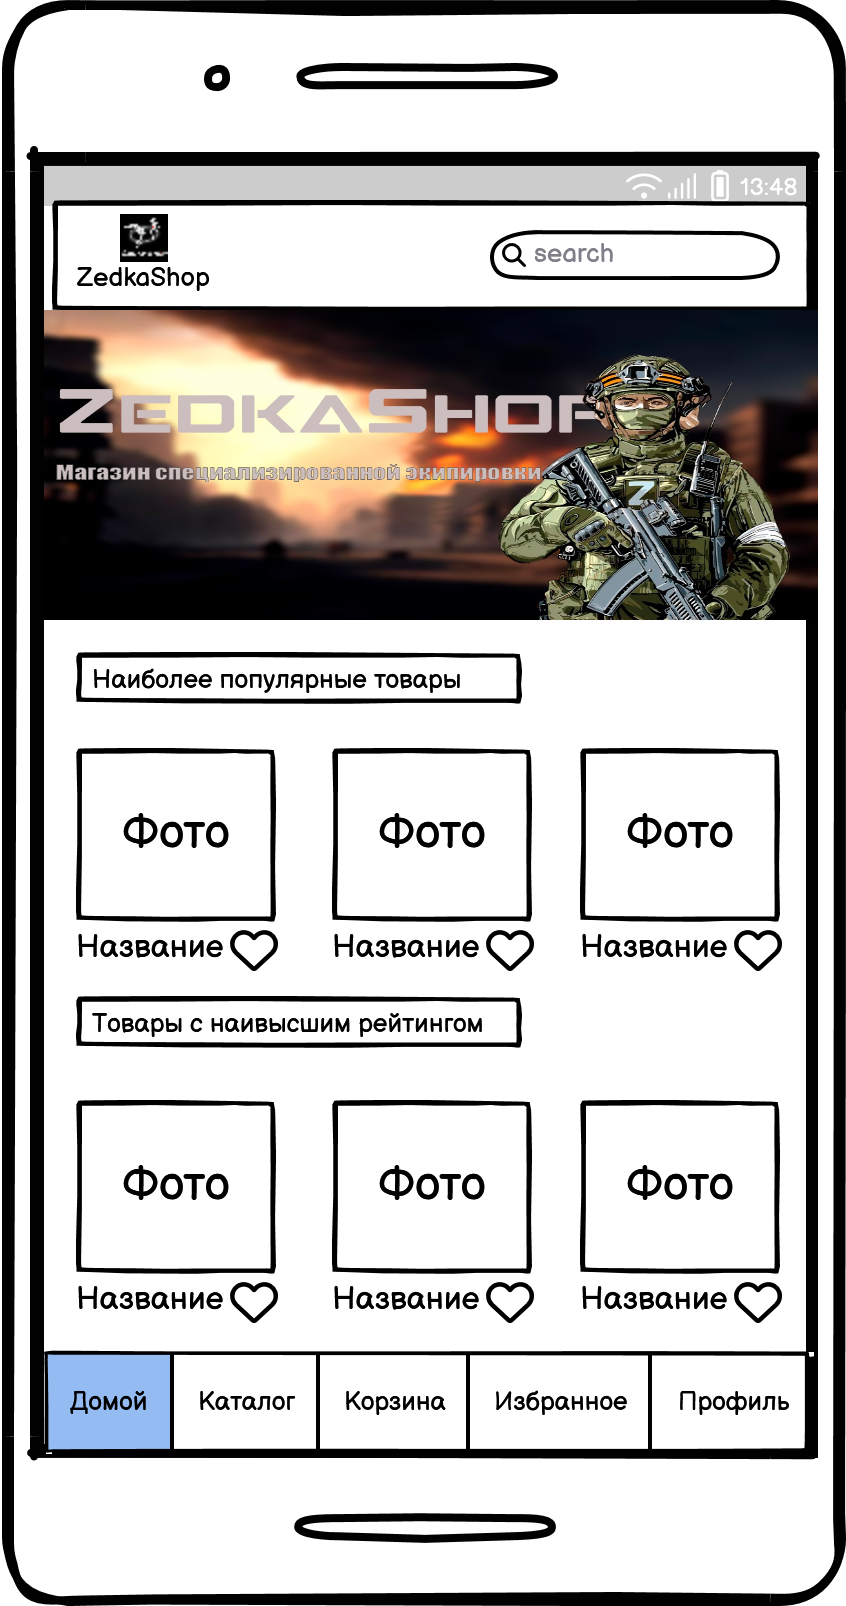 13:48
ZedkaShop
search
ZEDKASHOP
Магазин специализированной экипировки
Z
Наиболее популярные товары
Фото Фото Фото
Название Название Название
Товары с наивысшим рейтингом
Фото Фото Фото
Название Название Название
Домой Каталог Корзина Избранное Профиль